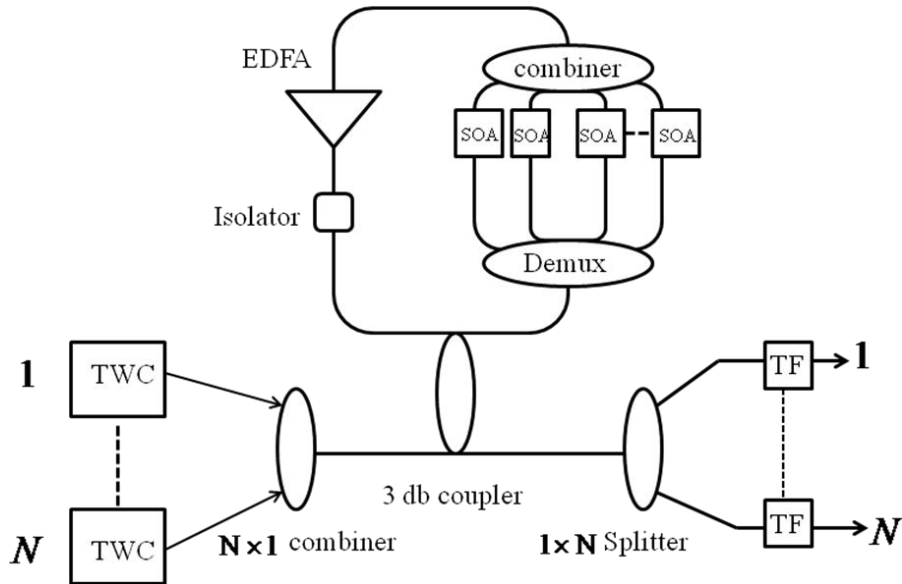 EDFA
combiner
SOA SOA SOA SOA
Isolator
Demux
1 TWC
TF 1
3 db coupler
N TWC
N×1 combiner
1×N Splitter
TF N